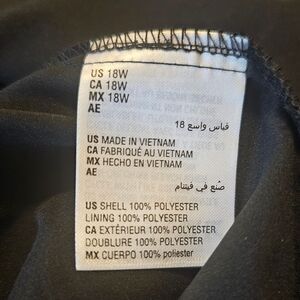 US 18W
CA 18W
MX 18W
AE
قياس واسع 18
US MADE IN VIETNAM
CA FABRIQUÉ AU VIETNAM
MX HECHO EN VIETNAM
AE
صُنع في فيتنام
US SHELL 100% POLYESTER
LINING 100% POLYESTER
CA EXTÉRIEUR 100% POLYESTER
DOUBLURE 100% POLYESTER
MX CUERPO 100% poliester